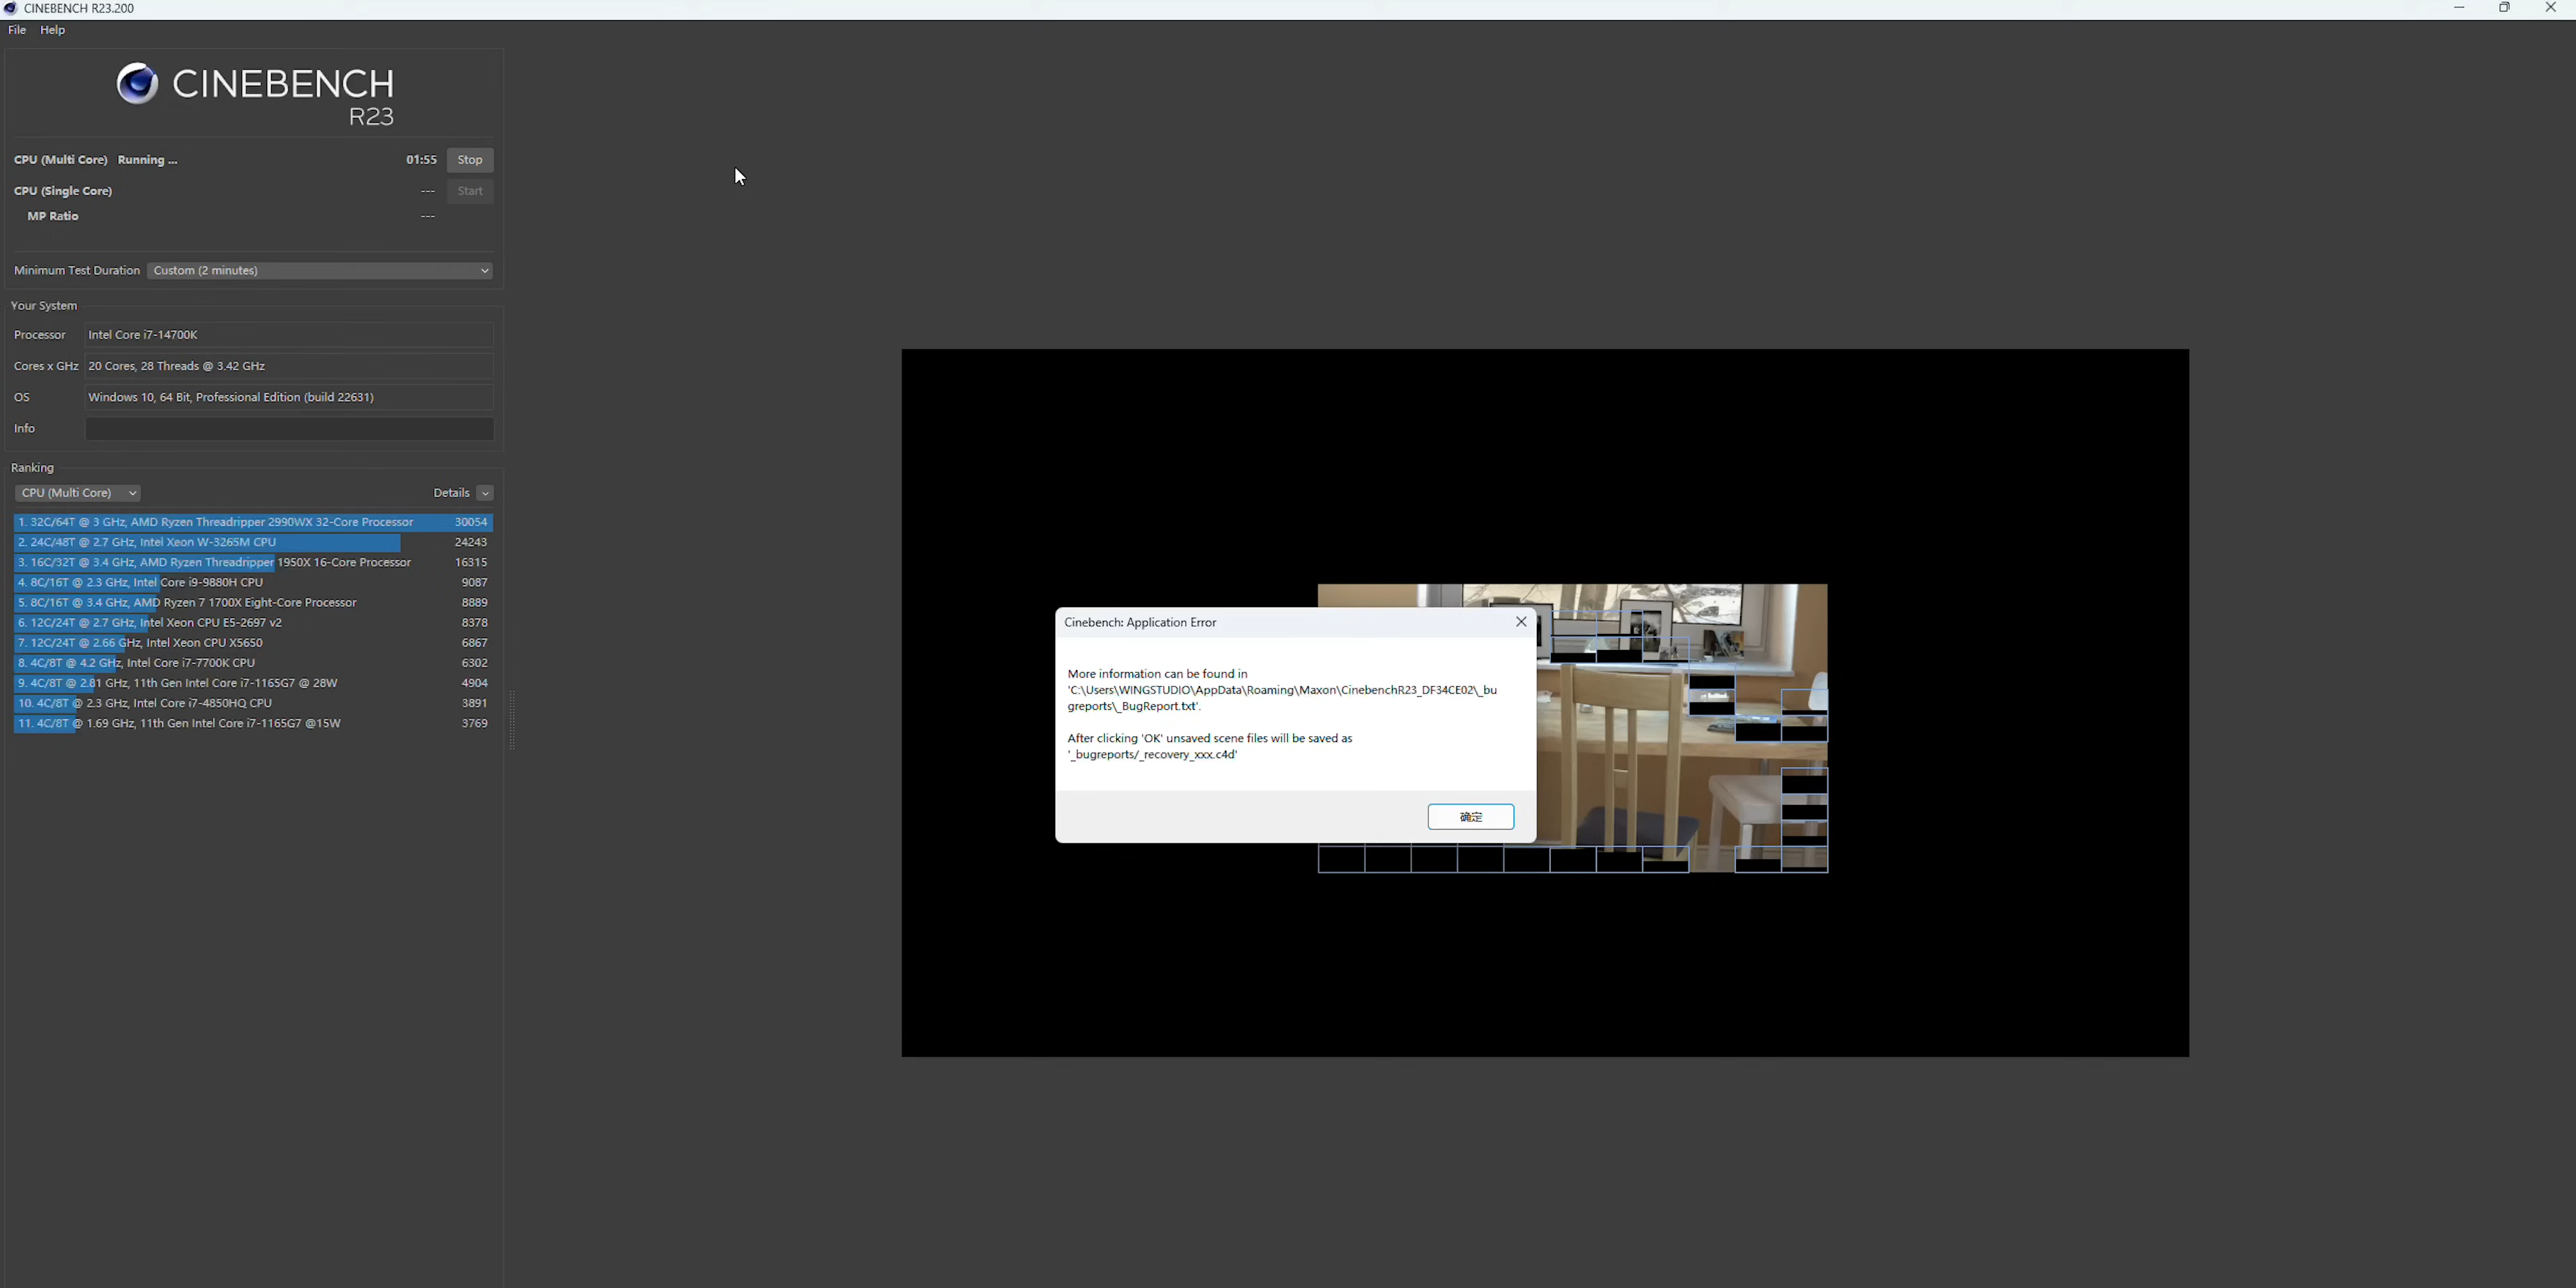 CINEBENCH R23.200
File Help
CINEBENCH
R23
CPU (Multi Core) Running ... 01:55 Stop
CPU (Single Core) --- Start
MP Ratio ---
Minimum Test Duration Custom (2 minutes)
Your System
Processor Intel Core i7-14700K
Cores x GHz 20 Cores, 28 Threads @ 3.42 GHz
OS Windows 10, 64 Bit, Professional Edition (build 22631)
Info
Ranking
CPU (Multi Core) Details
1. 32C/64T @ 3 GHz, AMD Ryzen Threadripper 2990WX 32-Core Processor 30054
2. 24C/48T @ 2.7 GHz, Intel Xeon W-3265M CPU 24243
3. 16C/32T @ 3.4 GHz, AMD Ryzen Threadripper 1950X 16-Core Processor 16315
4. 8C/16T @ 2.3 GHz, Intel Core i9-9880H CPU 9087
5. 8C/16T @ 3.4 GHz, AMD Ryzen 7 1700X Eight-Core Processor 8889
6. 12C/24T @ 2.7 GHz, Intel Xeon CPU E5-2697 v2 8378
7. 12C/24T @ 2.66 GHz, Intel Xeon CPU X5650 6867
8. 4C/8T @ 4.2 GHz, Intel Core i7-7700K CPU 6302
9. 4C/8T @ 2.81 GHz, 11th Gen Intel Core i7-1165G7 @ 28W 4904
10. 4C/8T @ 2.3 GHz, Intel Core i7-4850HQ CPU 3891
11. 4C/8T @ 1.69 GHz, 11th Gen Intel Core i7-1165G7 @15W 3769
Cinebench: Application Error
More information can be found in
'C:\Users\WINGSTUDIO\AppData\Roaming\Maxon\CinebenchR23_DF34CE02\_bu
greports\_BugReport.txt'.
After clicking 'OK' unsaved scene files will be saved as
'_bugreports/_recovery_xxx.c4d'
确定